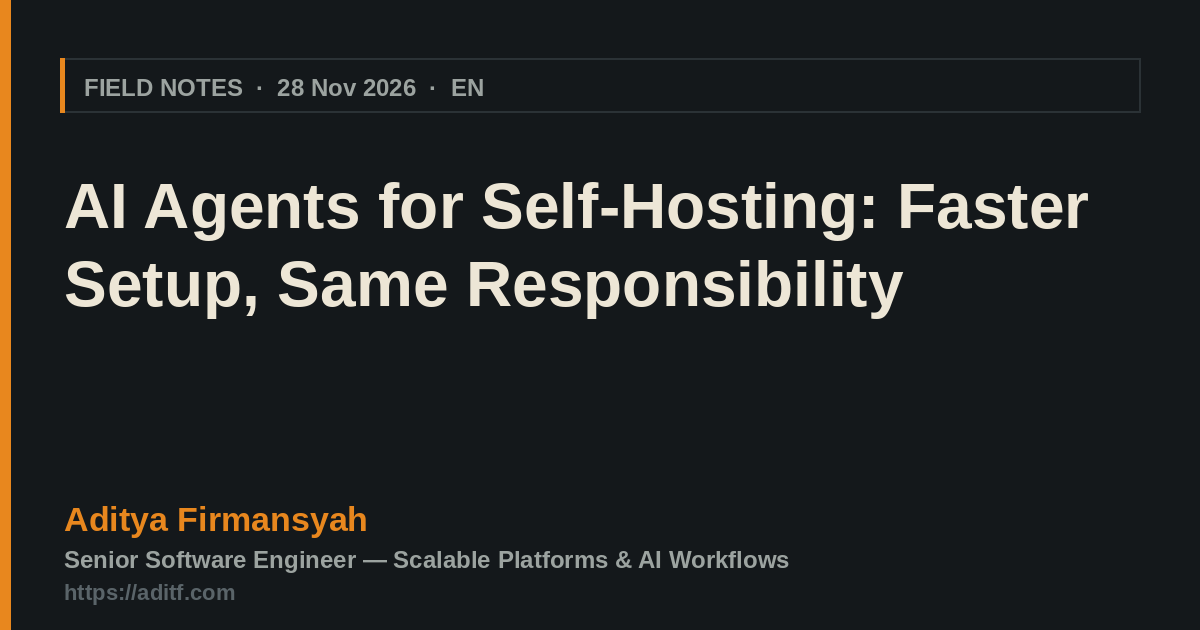 FIELD NOTES · 28 Nov 2026 · EN
AI Agents for Self-Hosting: Faster
Setup, Same Responsibility
Aditya Firmansyah
Senior Software Engineer — Scalable Platforms & AI Workflows
https://aditf.com